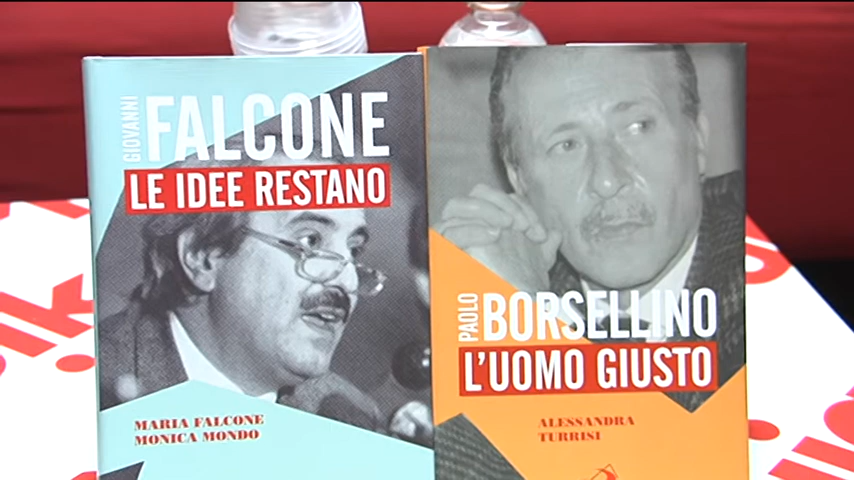 GIOVANNI
FALCONE
LE IDEE RESTANO
MARIA FALCONE
MONICA MONDO
PAOLO
BORSELLINO
L'UOMO GIUSTO
ALESSANDRA
TURRISI